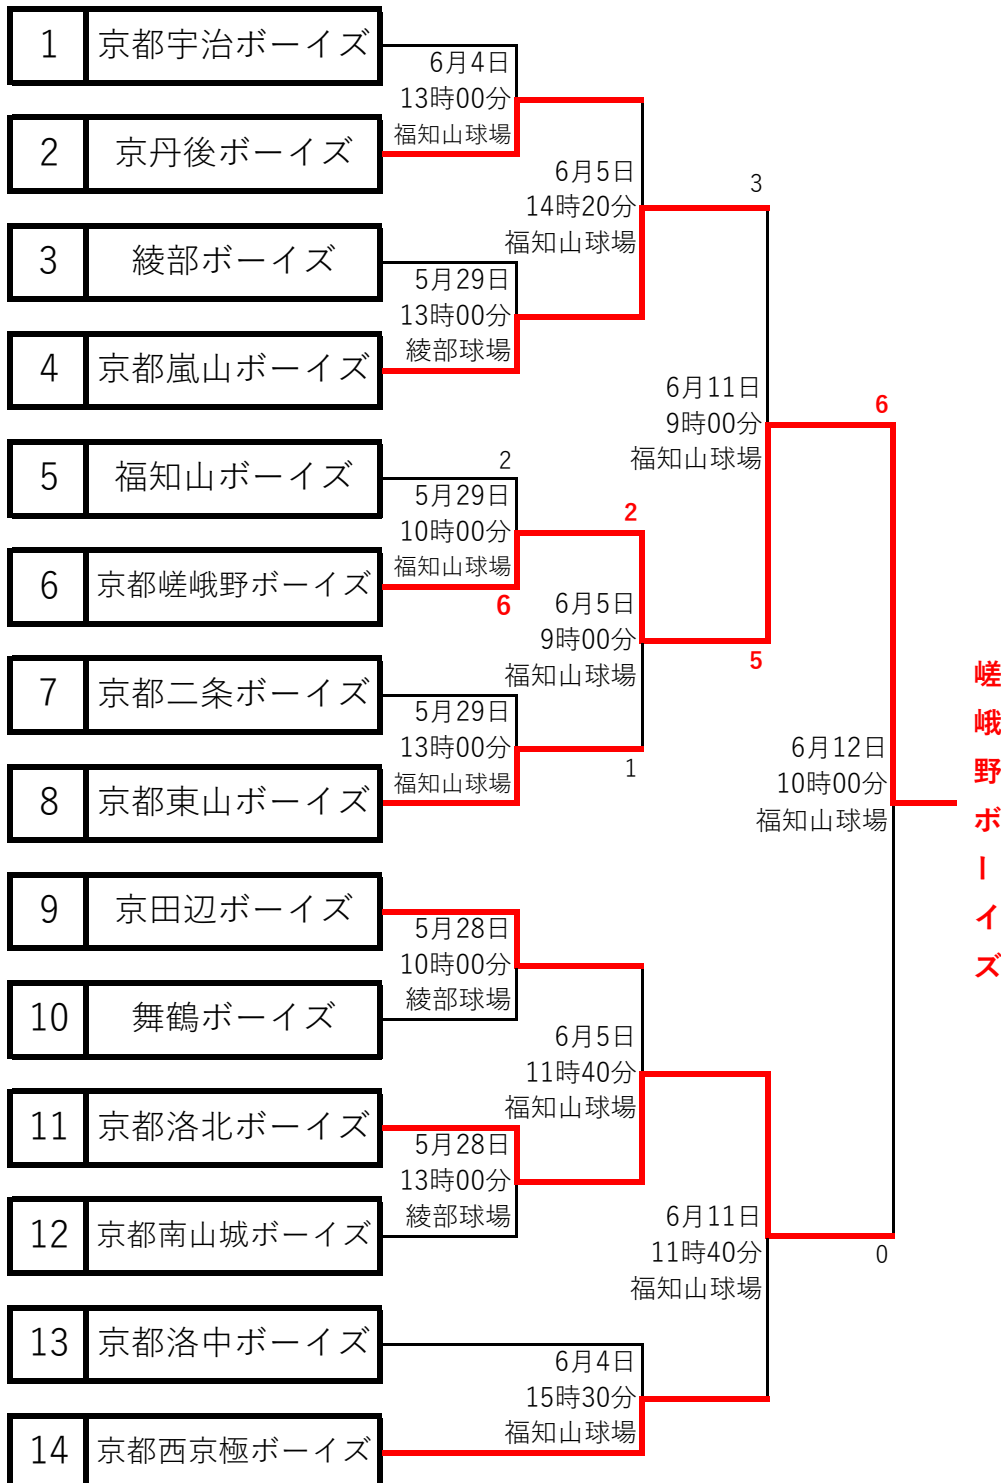 1 京都宇治ボーイズ
6月4日
13時00分
福知山球場
2 京丹後ボーイズ
6月5日
14時20分
福知山球場
3
3 綾部ボーイズ
5月29日
13時00分
綾部球場
4 京都嵐山ボーイズ
6月11日
9時00分
福知山球場
6
5 福知山ボーイズ
2
5月29日
10時00分
福知山球場
2
6 京都嵯峨野ボーイズ
6
6月5日
9時00分
福知山球場
5
7 京都二条ボーイズ
5月29日
13時00分
福知山球場
1
8 京都東山ボーイズ
6月12日
10時00分
福知山球場
嵯峨野ボーイズ
9 京田辺ボーイズ
5月28日
10時00分
綾部球場
10 舞鶴ボーイズ
6月5日
11時40分
福知山球場
11 京都洛北ボーイズ
5月28日
13時00分
綾部球場
12 京都南山城ボーイズ
6月11日
11時40分
福知山球場
0
13 京都洛中ボーイズ
6月4日
15時30分
福知山球場
14 京都西京極ボーイズ